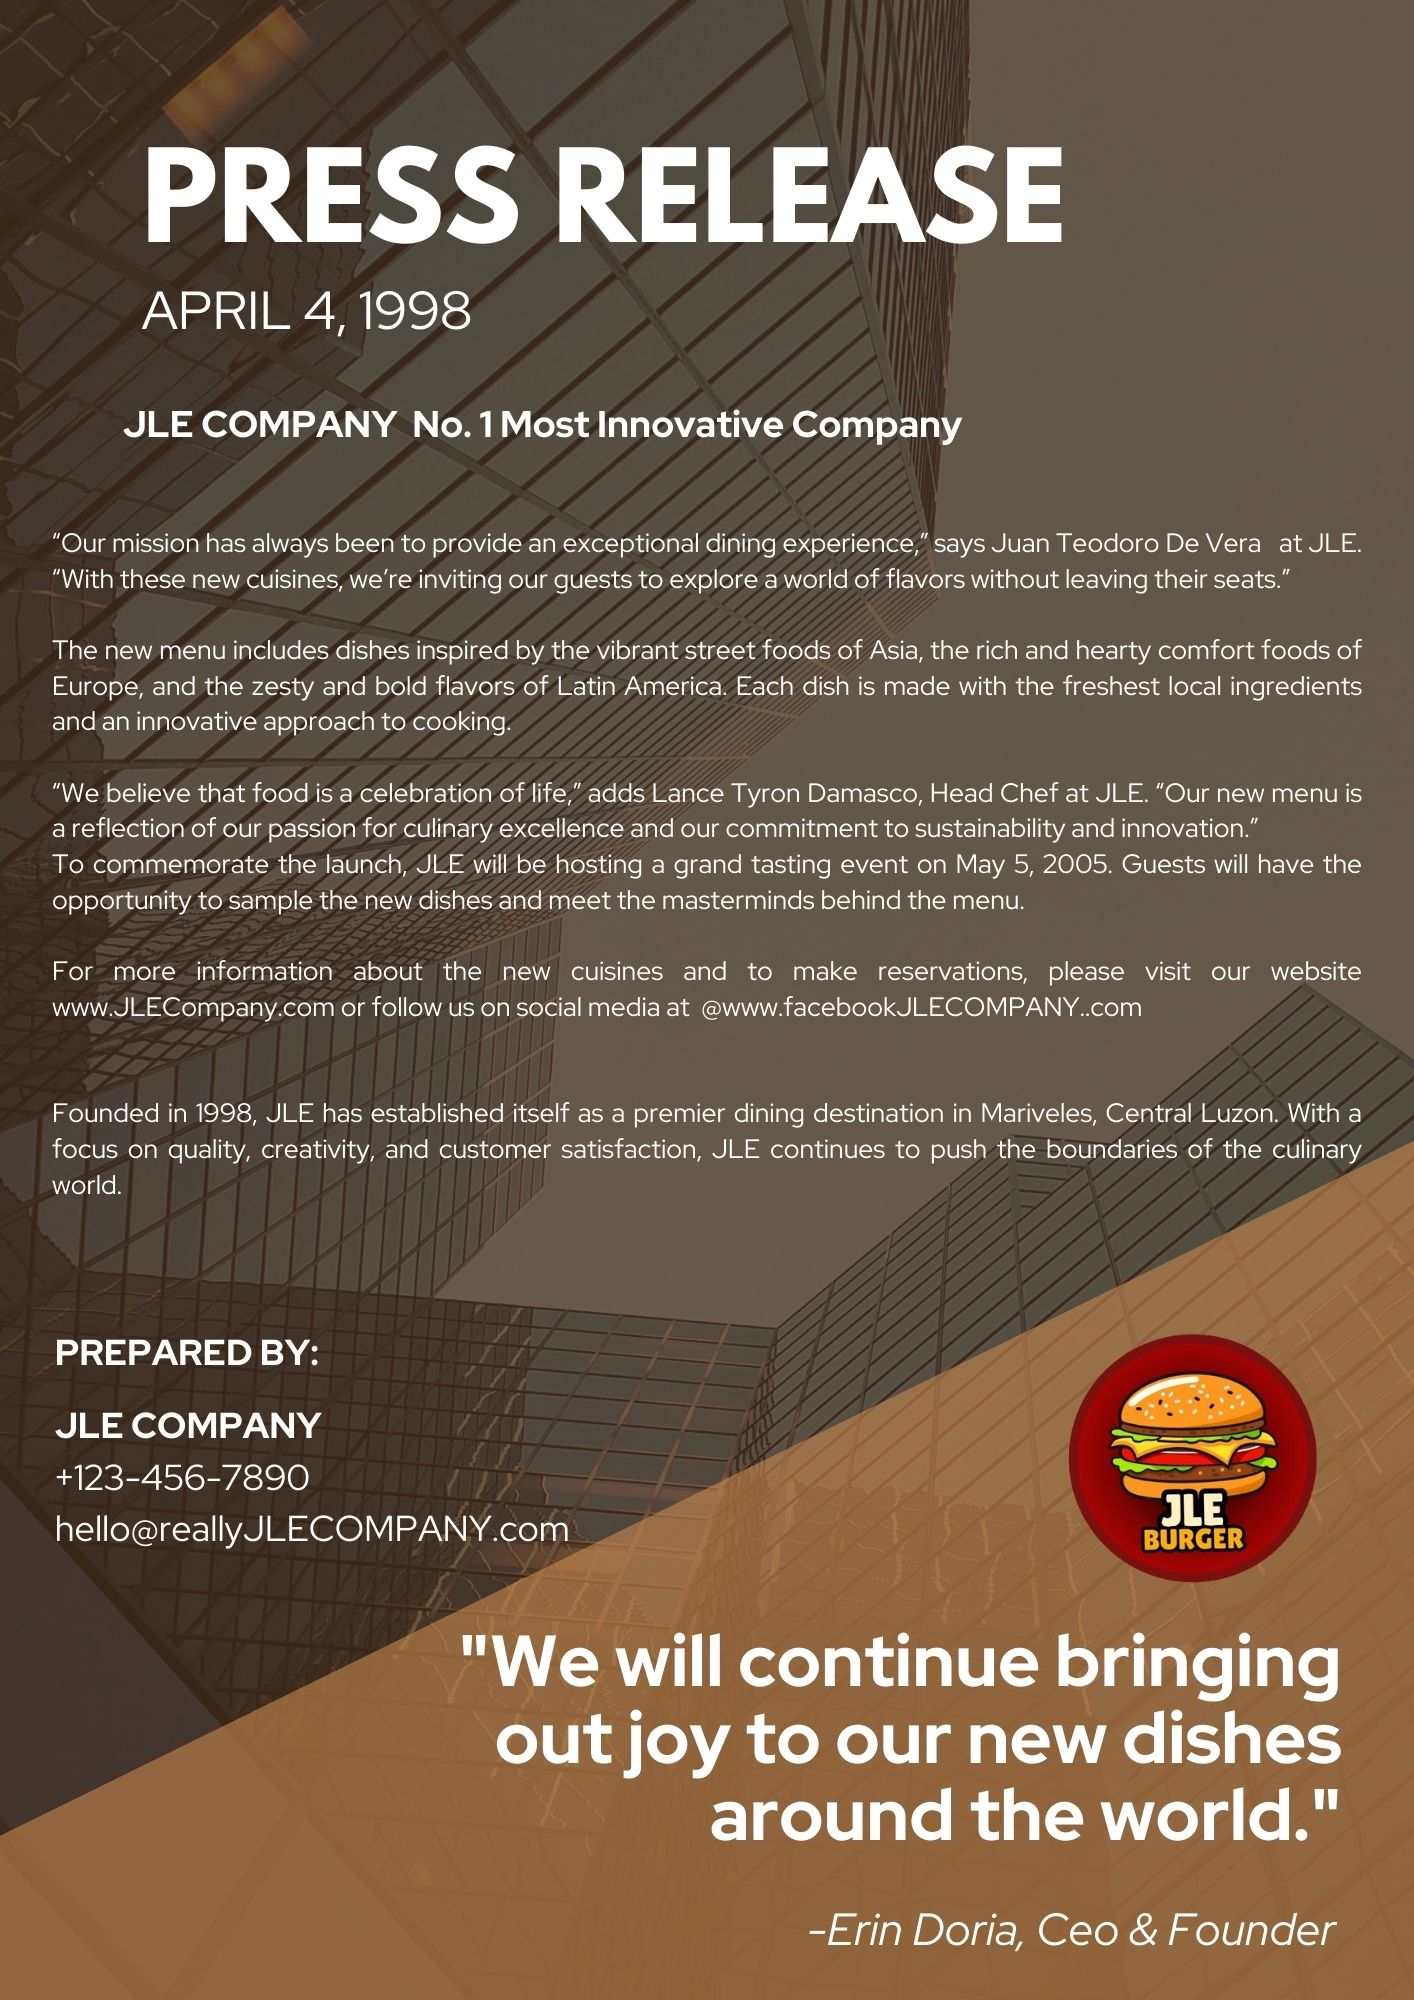 PRESS RELEASE
APRIL 4, 1998
JLE COMPANY  No. 1 Most Innovative Company
“Our mission has always been to provide an exceptional dining experience,” says Juan Teodoro De Vera   at JLE.
“With these new cuisines, we’re inviting our guests to explore a world of flavors without leaving their seats.”
The new menu includes dishes inspired by the vibrant street foods of Asia, the rich and hearty comfort foods of
Europe, and the zesty and bold flavors of Latin America. Each dish is made with the freshest local ingredients
and an innovative approach to cooking.
“We believe that food is a celebration of life,” adds Lance Tyron Damasco, Head Chef at JLE. “Our new menu is
a reflection of our passion for culinary excellence and our commitment to sustainability and innovation.”
To commemorate the launch, JLE will be hosting a grand tasting event on May 5, 2005. Guests will have the
opportunity to sample the new dishes and meet the masterminds behind the menu.
For more information about the new cuisines and to make reservations, please visit our website
www.JLECompany.com or follow us on social media at  @www.facebookJLECOMPANY..com
Founded in 1998, JLE has established itself as a premier dining destination in Mariveles, Central Luzon. With a
focus on quality, creativity, and customer satisfaction, JLE continues to push the boundaries of the culinary
world.
PREPARED BY:
JLE COMPANY
+123-456-7890
hello@reallyJLECOMPANY.com
JLE
BURGER
"We will continue bringing
out joy to our new dishes
around the world."
-Erin Doria, Ceo & Founder